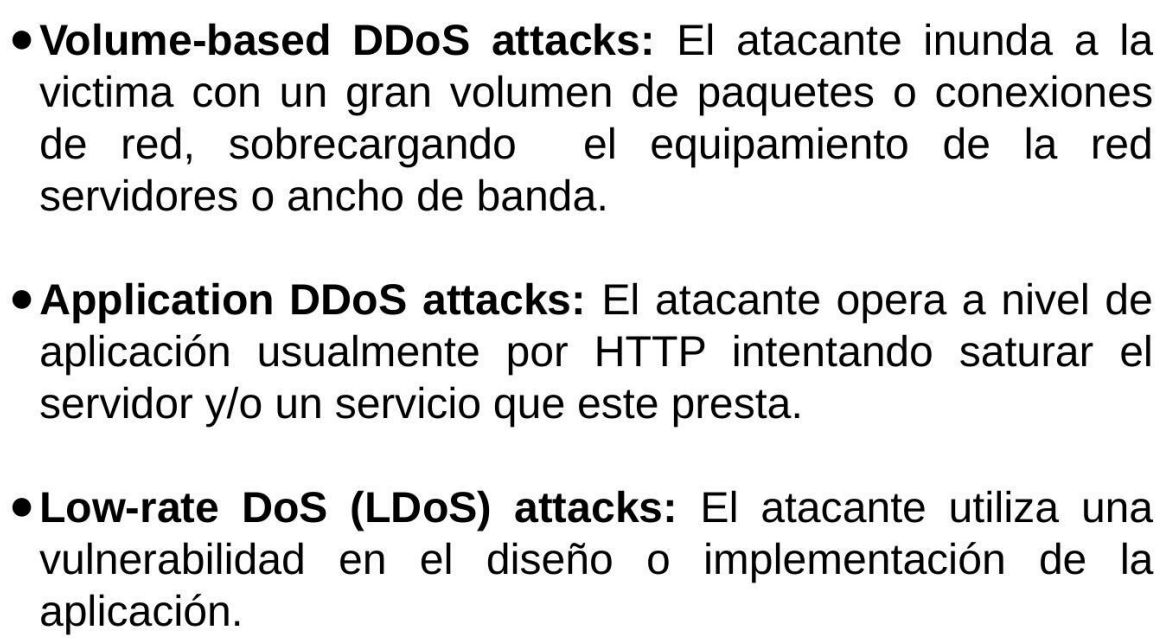 • Volume-based DDoS attacks: El atacante inunda a la
victima con un gran volumen de paquetes o conexiones
de red, sobrecargando el equipamiento de la red
servidores o ancho de banda.
• Application DDoS attacks: El atacante opera a nivel de
aplicación usualmente por HTTP intentando saturar el
servidor y/o un servicio que este presta.
• Low-rate DoS (LDoS) attacks: El atacante utiliza una
vulnerabilidad en el diseño o implementación de la
aplicación.